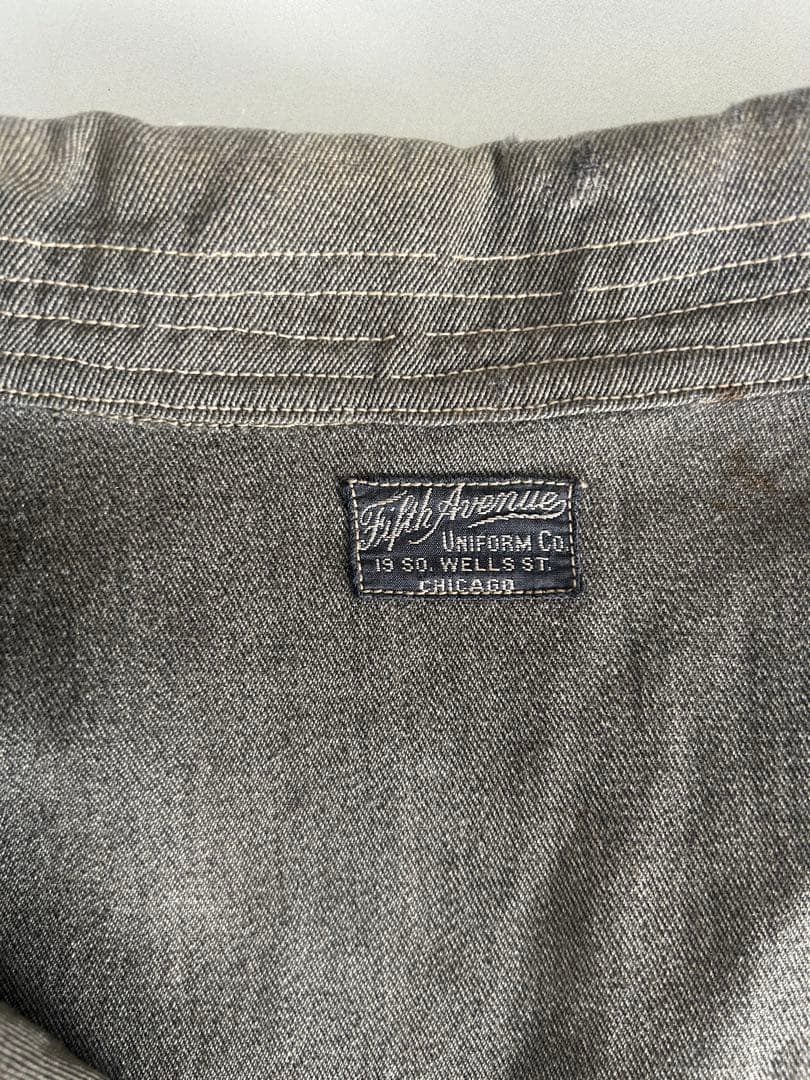 Fifth Avenue
UNIFORM CO.
19 SO. WELLS ST.
CHICAGO